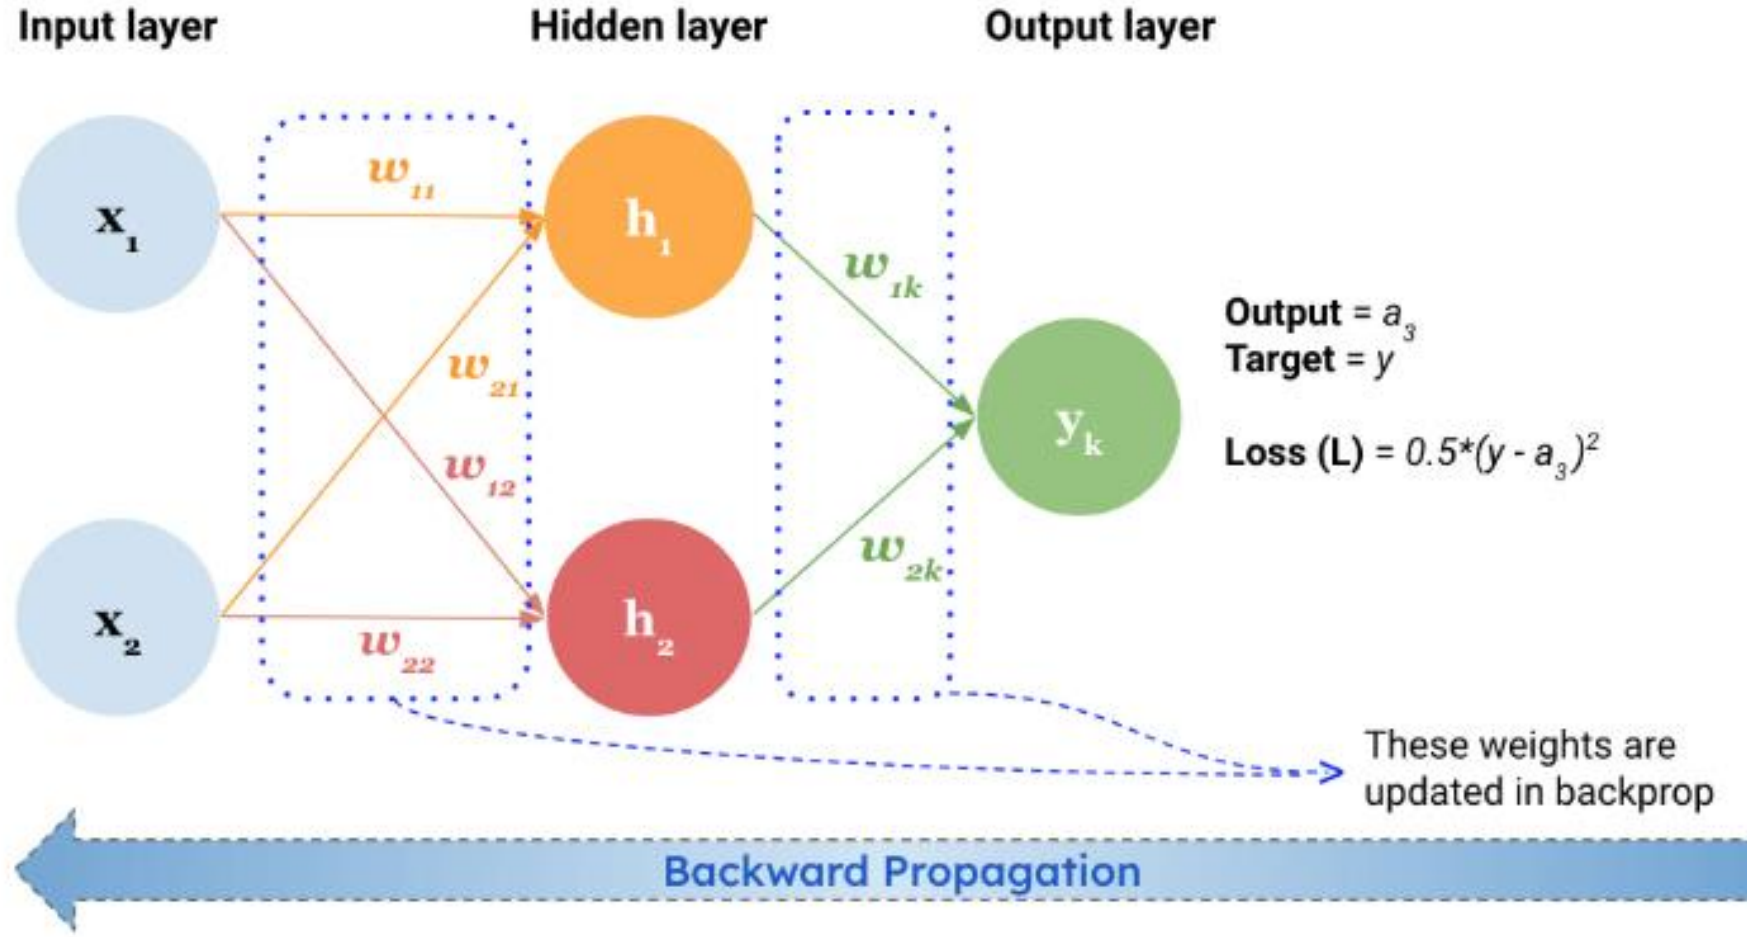 Input layer
Hidden layer
Output layer
x₁
w₁₁
h₁
w₁ₖ
w₂₁
yₖ
Output = a₃
Target = y
Loss (L) = 0.5*(y - a₃)²
w₁₂
w₂ₖ
x₂
w₂₂
h₂
These weights are
updated in backprop
Backward Propagation